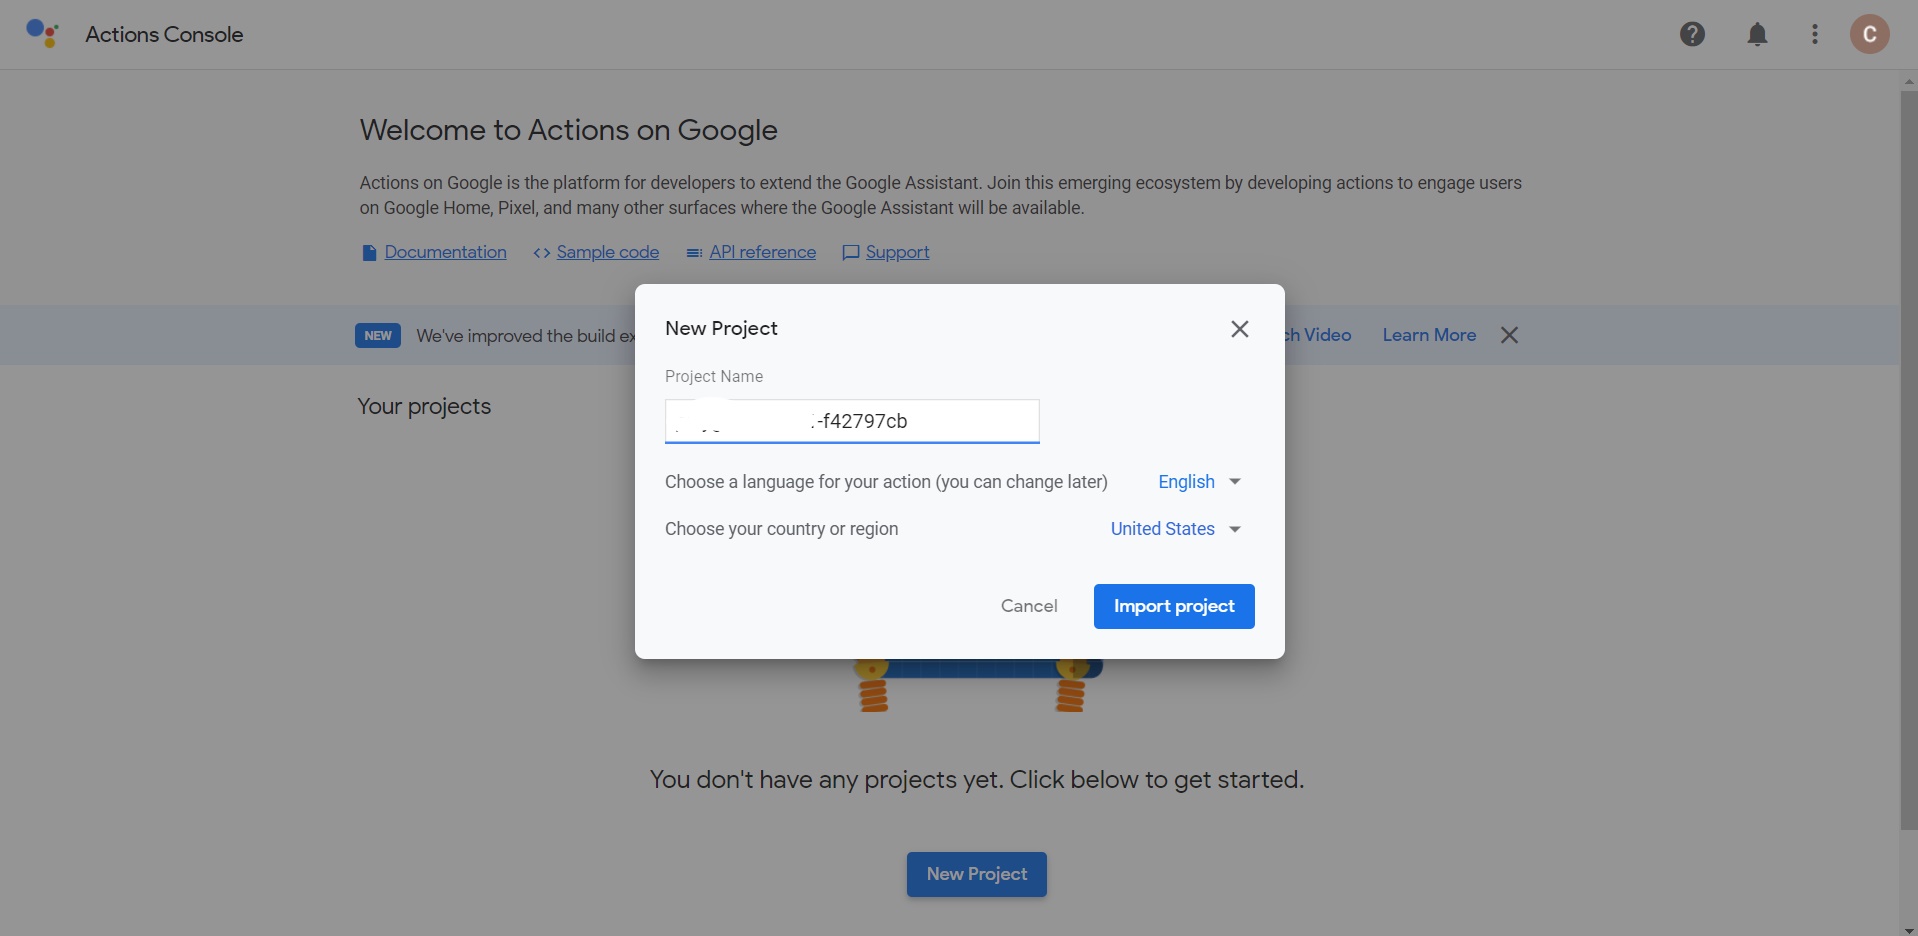 Actions Console
C
Welcome to Actions on Google
Actions on Google is the platform for developers to extend the Google Assistant. Join this emerging ecosystem by developing actions to engage users
on Google Home, Pixel, and many other surfaces where the Google Assistant will be available.
Documentation Sample code API reference Support
NEW We've improved the build ex ch Video Learn More
Your projects
New Project
Project Name
-f42797cb
Choose a language for your action (you can change later) English
Choose your country or region United States
Cancel Import project
You don't have any projects yet. Click below to get started.
New Project